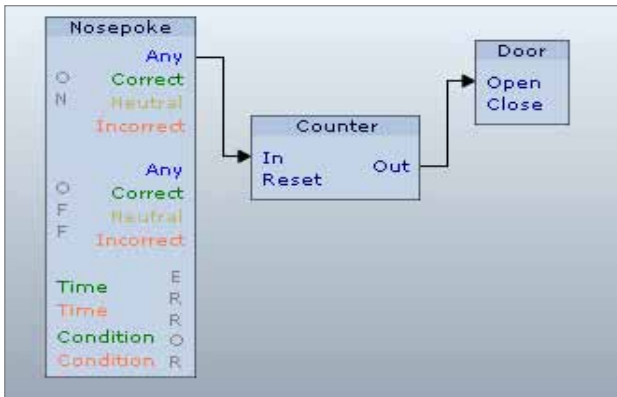 Nosepoke
Any
Correct
Neutral
Incorrect
O
N
Any
Correct
Neutral
Incorrect
O
F
F
Time
Time
Condition
Condition
E
R
R
O
R
Counter
In
Reset
Out
Door
Open
Close